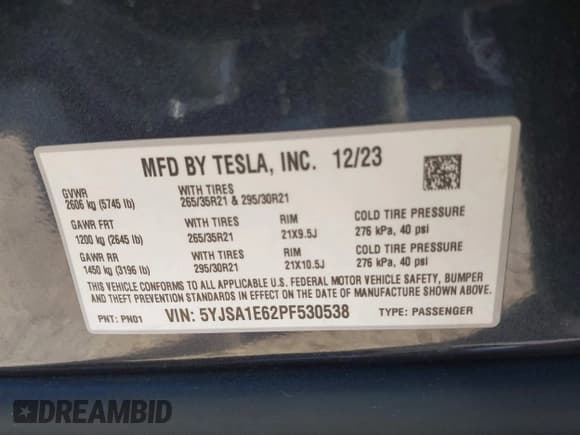 MFD BY TESLA, INC. 12/23
GVWR WITH TIRES
2606 kg (5745 lb) 265/35R21 & 295/30R21
GAWR FRT WITH TIRES RIM COLD TIRE PRESSURE
1200 kg (2645 lb) 265/35R21 21X9.5J 276 kPa, 40 psi
GAWR RR WITH TIRES RIM COLD TIRE PRESSURE
1450 kg (3196 lb) 295/30R21 21X10.5J 276 kPa, 40 psi
THIS VEHICLE CONFORMS TO ALL APPLICABLE U.S. FEDERAL MOTOR VEHICLE SAFETY, BUMPER
AND THEFT PREVENTION STANDARDS IN EFFECT ON THE DATE OF MANUFACTURE SHOWN ABOVE.
PNT: PN01 VIN: 5YJSA1E62PF530538 TYPE: PASSENGER
DREAMBID